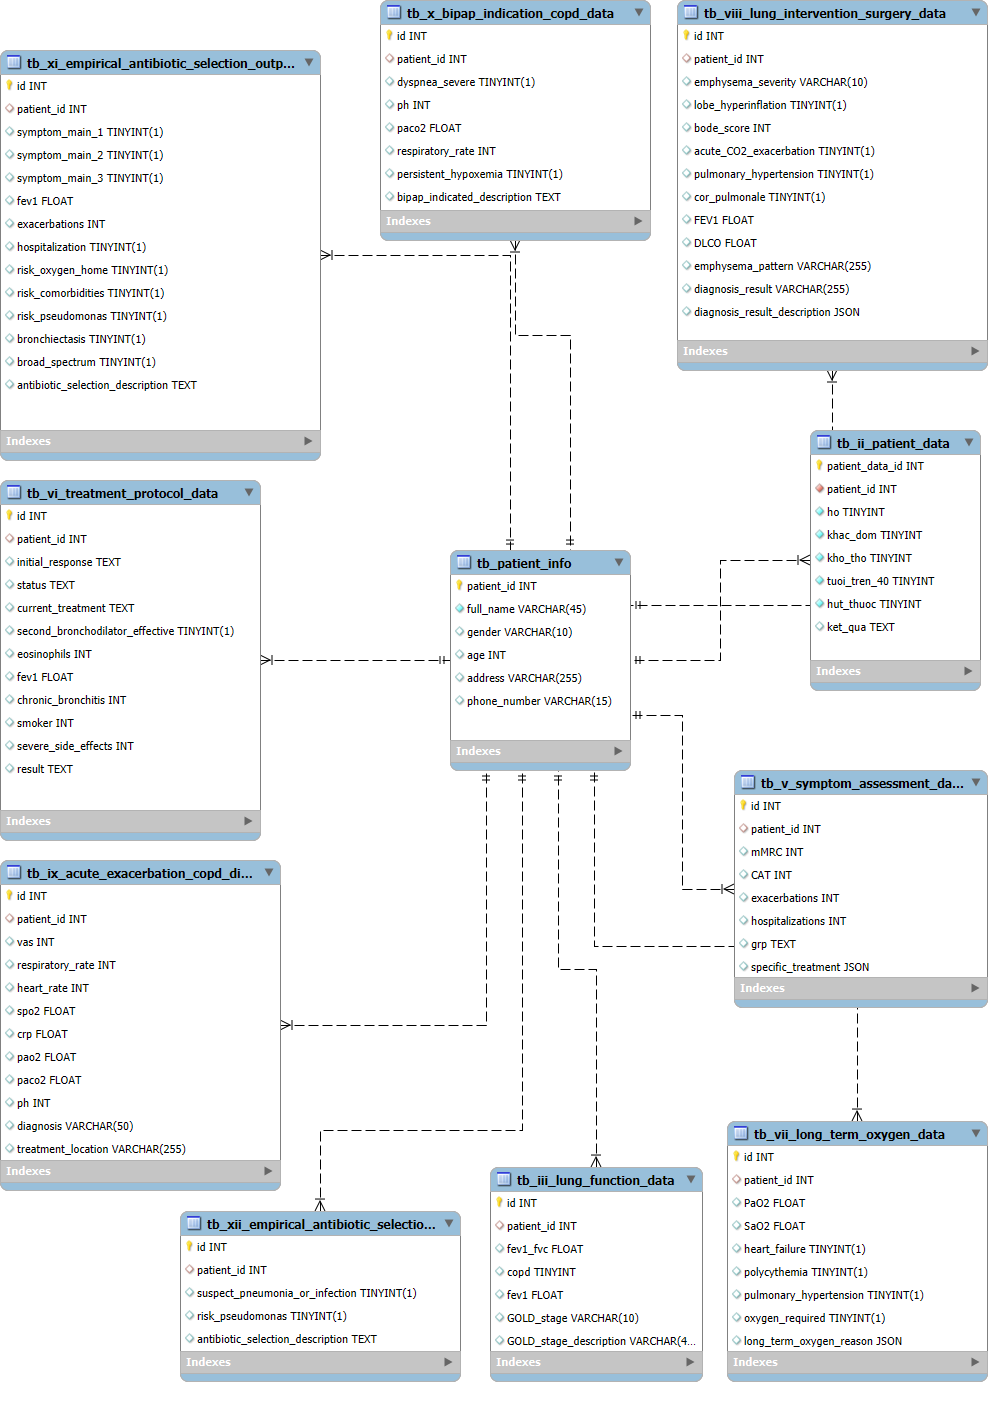 tb_x_bipap_indication_copd_data
id INT
patient_id INT
dyspnea_severe TINYINT(1)
ph INT
paco2 FLOAT
respiratory_rate INT
persistent_hypoxemia TINYINT(1)
bipap_indicated_description TEXT
Indexes
tb_viii_lung_intervention_surgery_data
id INT
patient_id INT
emphysema_severity VARCHAR(10)
lobe_hyperinflation TINYINT(1)
bode_score INT
acute_CO2_exacerbation TINYINT(1)
pulmonary_hypertension TINYINT(1)
cor_pulmonale TINYINT(1)
FEV1 FLOAT
DLCO FLOAT
emphysema_pattern VARCHAR(255)
diagnosis_result VARCHAR(255)
diagnosis_result_description JSON
Indexes
tb_xi_empirical_antibiotic_selection_outp...
id INT
patient_id INT
symptom_main_1 TINYINT(1)
symptom_main_2 TINYINT(1)
symptom_main_3 TINYINT(1)
fev1 FLOAT
exacerbations INT
hospitalization TINYINT(1)
risk_oxygen_home TINYINT(1)
risk_comorbidities TINYINT(1)
risk_pseudomonas TINYINT(1)
bronchiectasis TINYINT(1)
broad_spectrum TINYINT(1)
antibiotic_selection_description TEXT
Indexes
tb_ii_patient_data
patient_data_id INT
patient_id INT
ho TINYINT
khac_dom TINYINT
kho_tho TINYINT
tuoi_tren_40 TINYINT
hut_thuoc TINYINT
ket_qua TEXT
Indexes
tb_vi_treatment_protocol_data
id INT
patient_id INT
initial_response TEXT
status TEXT
current_treatment TEXT
second_bronchodilator_effective TINYINT(1)
eosinophils INT
fev1 FLOAT
chronic_bronchitis INT
smoker INT
severe_side_effects INT
result TEXT
Indexes
tb_patient_info
patient_id INT
full_name VARCHAR(45)
gender VARCHAR(10)
age INT
address VARCHAR(255)
phone_number VARCHAR(15)
Indexes
tb_v_symptom_assessment_da...
id INT
patient_id INT
mMRC INT
CAT INT
exacerbations INT
hospitalizations INT
grp TEXT
specific_treatment JSON
Indexes
tb_ix_acute_exacerbation_copd_di...
id INT
patient_id INT
vas INT
respiratory_rate INT
heart_rate INT
spo2 FLOAT
crp FLOAT
pao2 FLOAT
paco2 FLOAT
ph INT
diagnosis VARCHAR(50)
treatment_location VARCHAR(255)
Indexes
tb_xii_empirical_antibiotic_selectio...
id INT
patient_id INT
suspect_pneumonia_or_infection TINYINT(1)
risk_pseudomonas TINYINT(1)
antibiotic_selection_description TEXT
Indexes
tb_iii_lung_function_data
id INT
patient_id INT
fev1_fvc FLOAT
copd TINYINT
fev1 FLOAT
GOLD_stage VARCHAR(10)
GOLD_stage_description VARCHAR(4...
Indexes
tb_vii_long_term_oxygen_data
id INT
patient_id INT
PaO2 FLOAT
SaO2 FLOAT
heart_failure TINYINT(1)
polycythemia TINYINT(1)
pulmonary_hypertension TINYINT(1)
oxygen_required TINYINT(1)
long_term_oxygen_reason JSON
Indexes